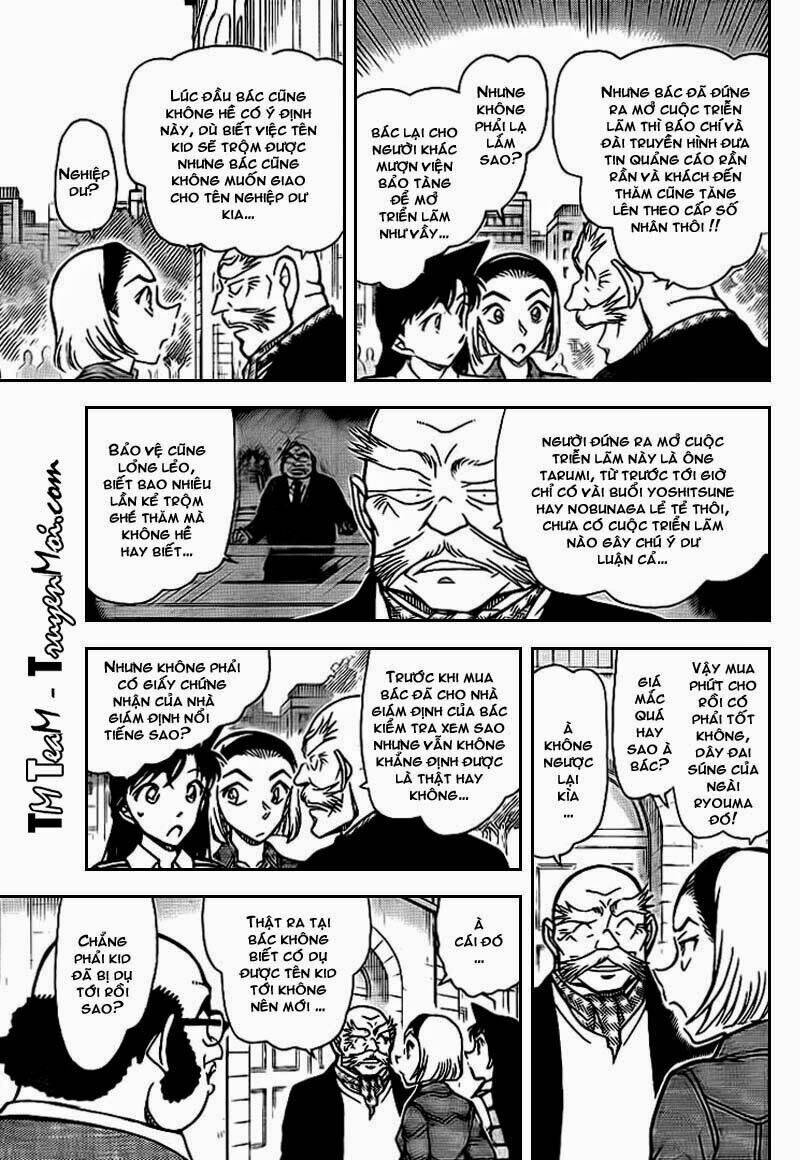 NHƯNG BÁC ĐÃ ĐỨNG
RA MỞ CUỘC TRIỂN
LÃM THÌ BÁO CHÍ VÀ
ĐÀI TRUYỀN HÌNH ĐƯA
TIN QUẢNG CÁO RẦN
RẦN VÀ KHÁCH ĐẾN
THĂM CŨNG TĂNG
LÊN THEO CẤP SỐ
NHÂN THÔI !!
NHƯNG
KHÔNG
PHẢI LẠ
LẮM
SAO?
BÁC LẠI CHO
NGƯỜI KHÁC
MƯỢN VIỆN
BẢO TÀNG
ĐỂ MỞ
TRIỂN LÃM
NHƯ VẦY...
LÚC ĐẦU BÁC CŨNG
KHÔNG HỀ CÓ Ý ĐỊNH
NÀY, DÙ BIẾT VIỆC TÊN
KID SẼ TRỘM ĐƯỢC
NHƯNG BÁC CŨNG
KHÔNG MUỐN GIAO
CHO TÊN NGHIỆP DƯ
KIA...
NGHIỆP
DƯ?
NGƯỜI ĐỨNG RA MỞ CUỘC
TRIỂN LÃM NÀY LÀ ÔNG
TARUMI, TỪ TRƯỚC TỚI GIỜ
CHỈ CÓ VÀI BUỔI YOSHITSUNE
HAY NOBUNAGA LẺ TẺ THÔI,
CHƯA CÓ CUỘC TRIỂN LÃM
NÀO GÂY CHÚ Ý DƯ
LUẬN CẢ...
BẢO VỆ CŨNG
LỎNG LẺO,
BIẾT BAO NHIÊU
LẦN KẺ TRỘM
GHÉ THĂM MÀ
KHÔNG HỀ
HAY BIẾT...
VẬY MUA
PHỨT CHO
RỒI CÓ
PHẢI TỐT
KHÔNG,
DÂY ĐAI
SÚNG CỦA
NGÀI
RYOUMA
ĐÓ!
GIÁ
MẮC
QUÁ
HAY SAO À
BÁC?
À
KHÔNG
NGƯỢC
LẠI
KÌA
...
TRƯỚC KHI MUA
BÁC ĐÃ CHO NHÀ
GIÁM ĐỊNH CỦA BÁC
KIỂM TRA XEM SAO
NHƯNG VẪN KHÔNG
KHẲNG ĐỊNH ĐƯỢC
LÀ THẬT HAY
KHÔNG...
NHƯNG KHÔNG PHẢI
CÓ GIẤY CHỨNG
NHẬN CỦA NHÀ
GIÁM ĐỊNH NỔI
TIẾNG SAO?
À
CÁI ĐÓ
...
THẬT RA TẠI
BÁC KHÔNG
BIẾT CÓ DỤ
ĐƯỢC TÊN KID
TỚI KHÔNG
NÊN MỚI ...
CHẲNG
PHẢI KID
ĐÃ BỊ DỤ
TỚI RỒI
SAO?
TM TEAM - TRUYENMOI.COM